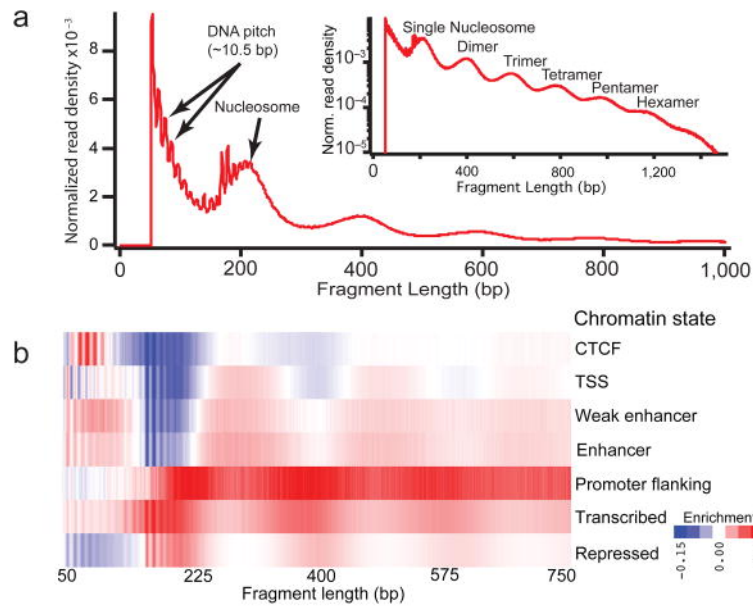 a
Normalized read density x10⁻³
8
6
4
2
0
DNA pitch
(~10.5 bp)
Nucleosome
0
200
400
600
800
1,000
Fragment Length (bp)
Norm. read density
10⁻³
10⁻⁴
10⁻⁵
Single Nucleosome
Dimer
Trimer
Tetramer
Pentamer
Hexamer
0
400
800
1,200
Fragment Length (bp)
b
Chromatin state
CTCF
TSS
Weak enhancer
Enhancer
Promoter flanking
Transcribed
Repressed
50
225
400
575
750
Fragment length (bp)
Enrichment
-0.15
0.00